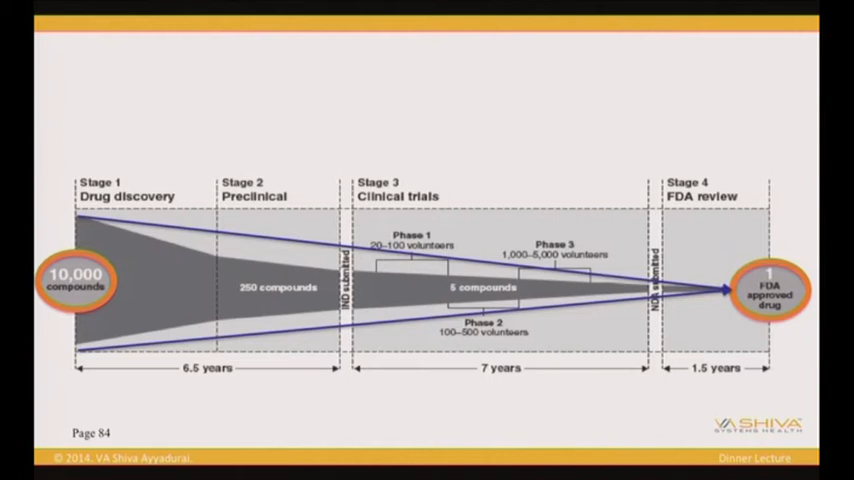 Stage 1
Drug discovery
Stage 2
Preclinical
Stage 3
Clinical trials
Stage 4
FDA review
Phase 1
20–100 volunteers
Phase 3
1,000–5,000 volunteers
10,000
compounds
250 compounds
IND submitted
5 compounds
NDA submitted
1
FDA
approved
drug
Phase 2
100–500 volunteers
6.5 years
7 years
1.5 years
Page 84
VA SHIVA
SYSTEMS HEALTH
© 2014. VA Shiva Ayyadurai.
Dinner Lecture